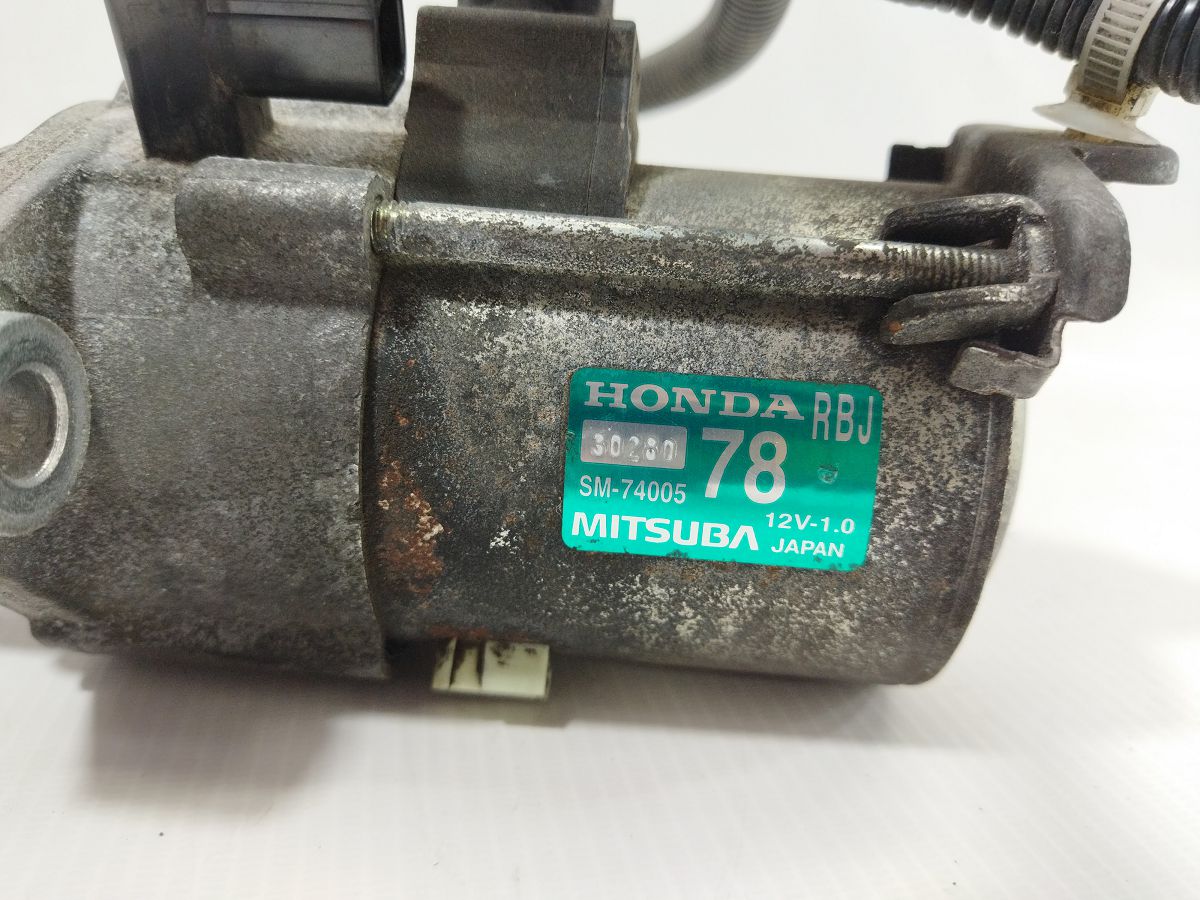 HONDA RBJ
30280 78
SM-74005
12V-1.0
MITSUBA JAPAN